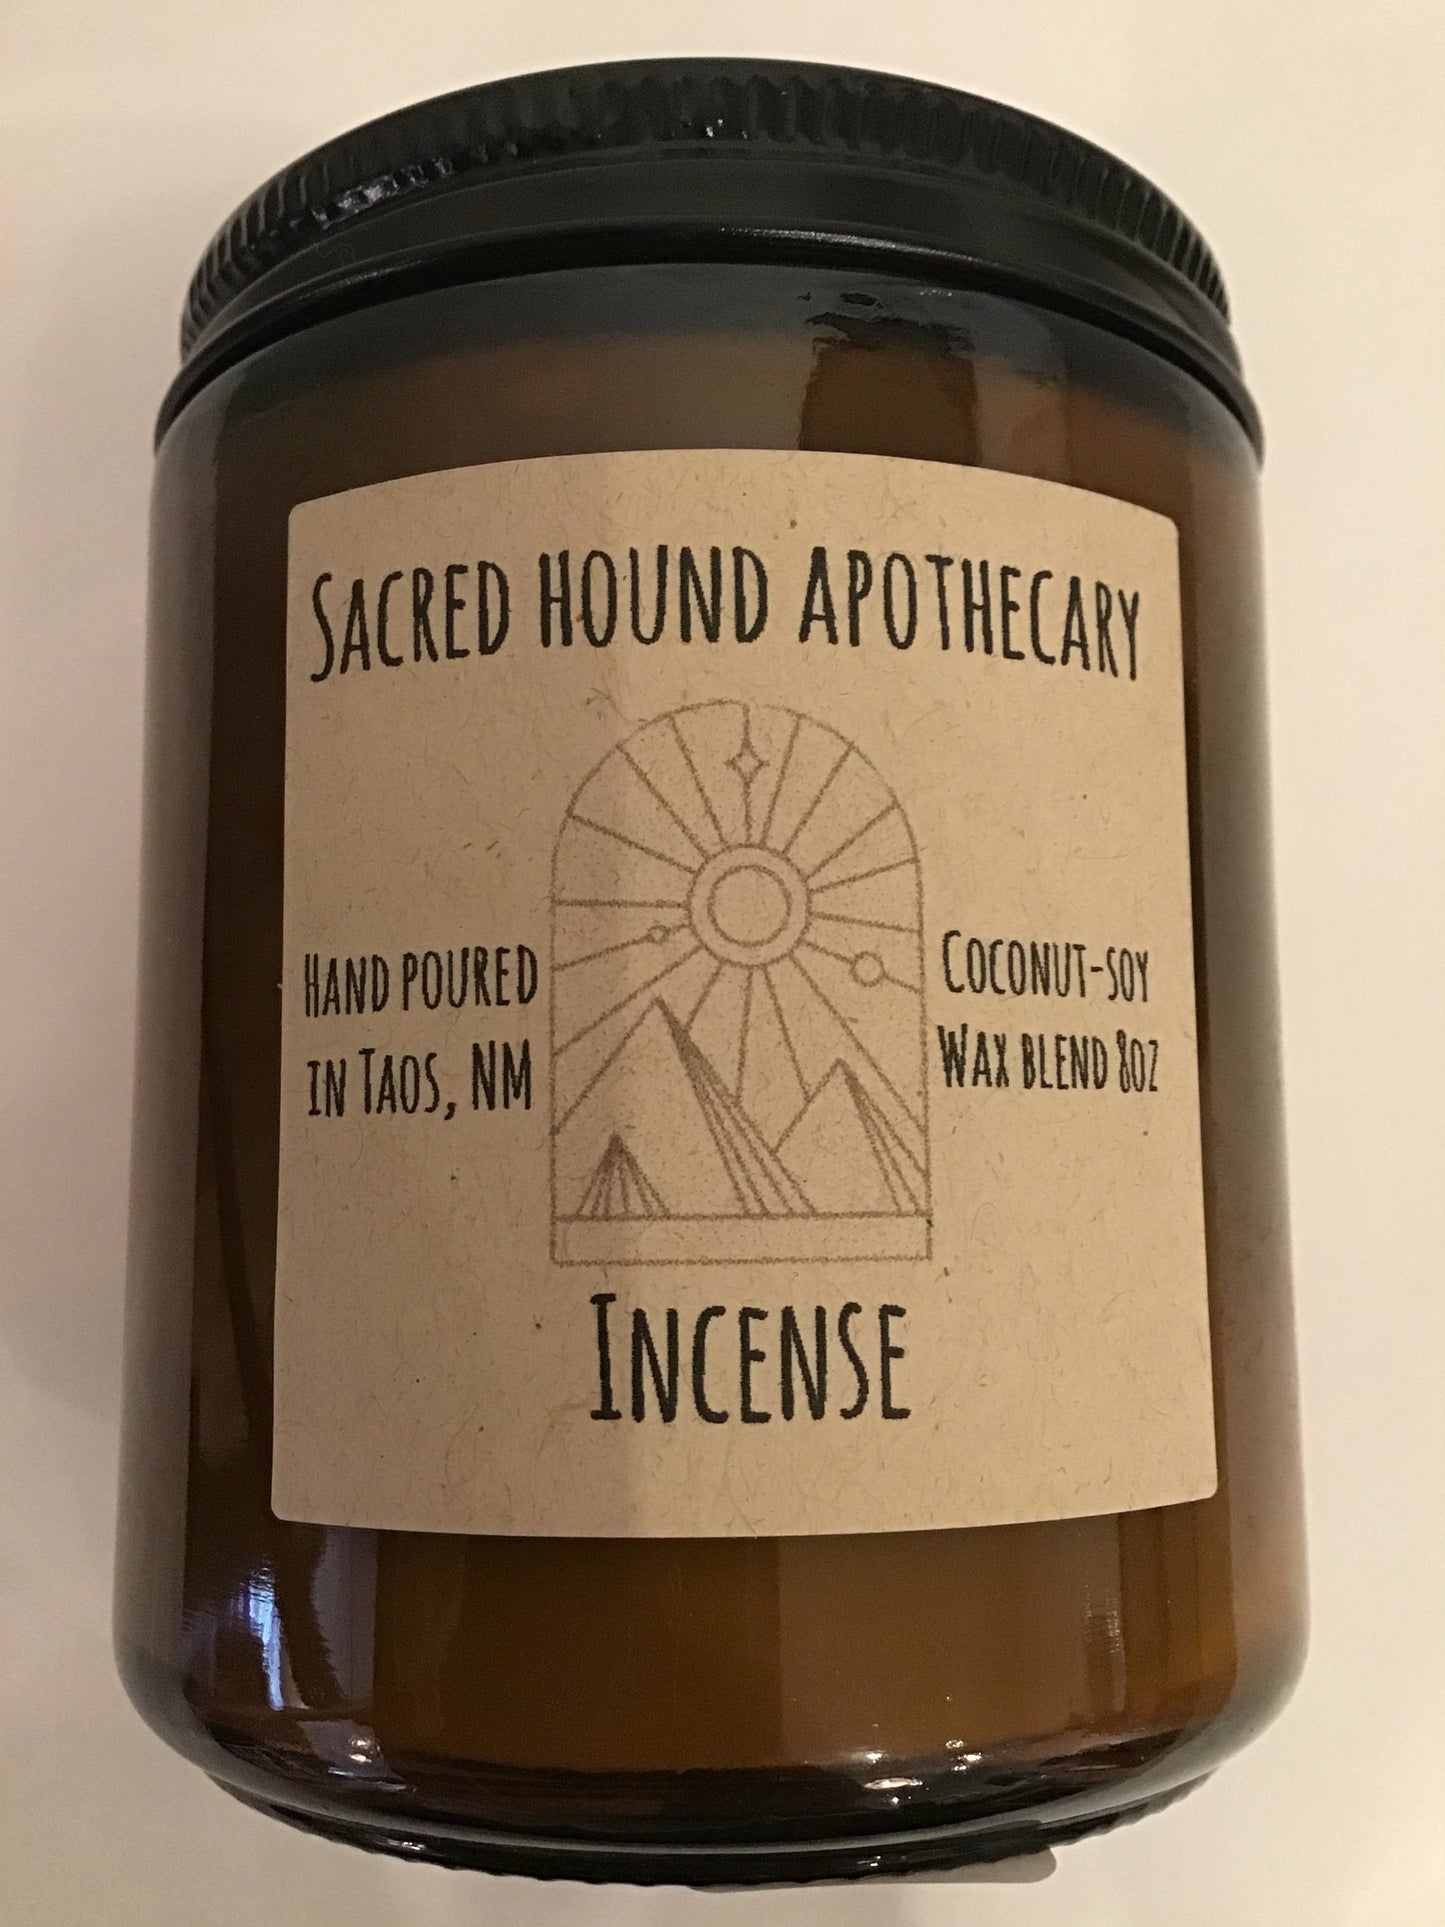 Sacred Hound Apothecary
Hand poured
in Taos, NM
Coconut-soy
Wax blend 8oz
Incense